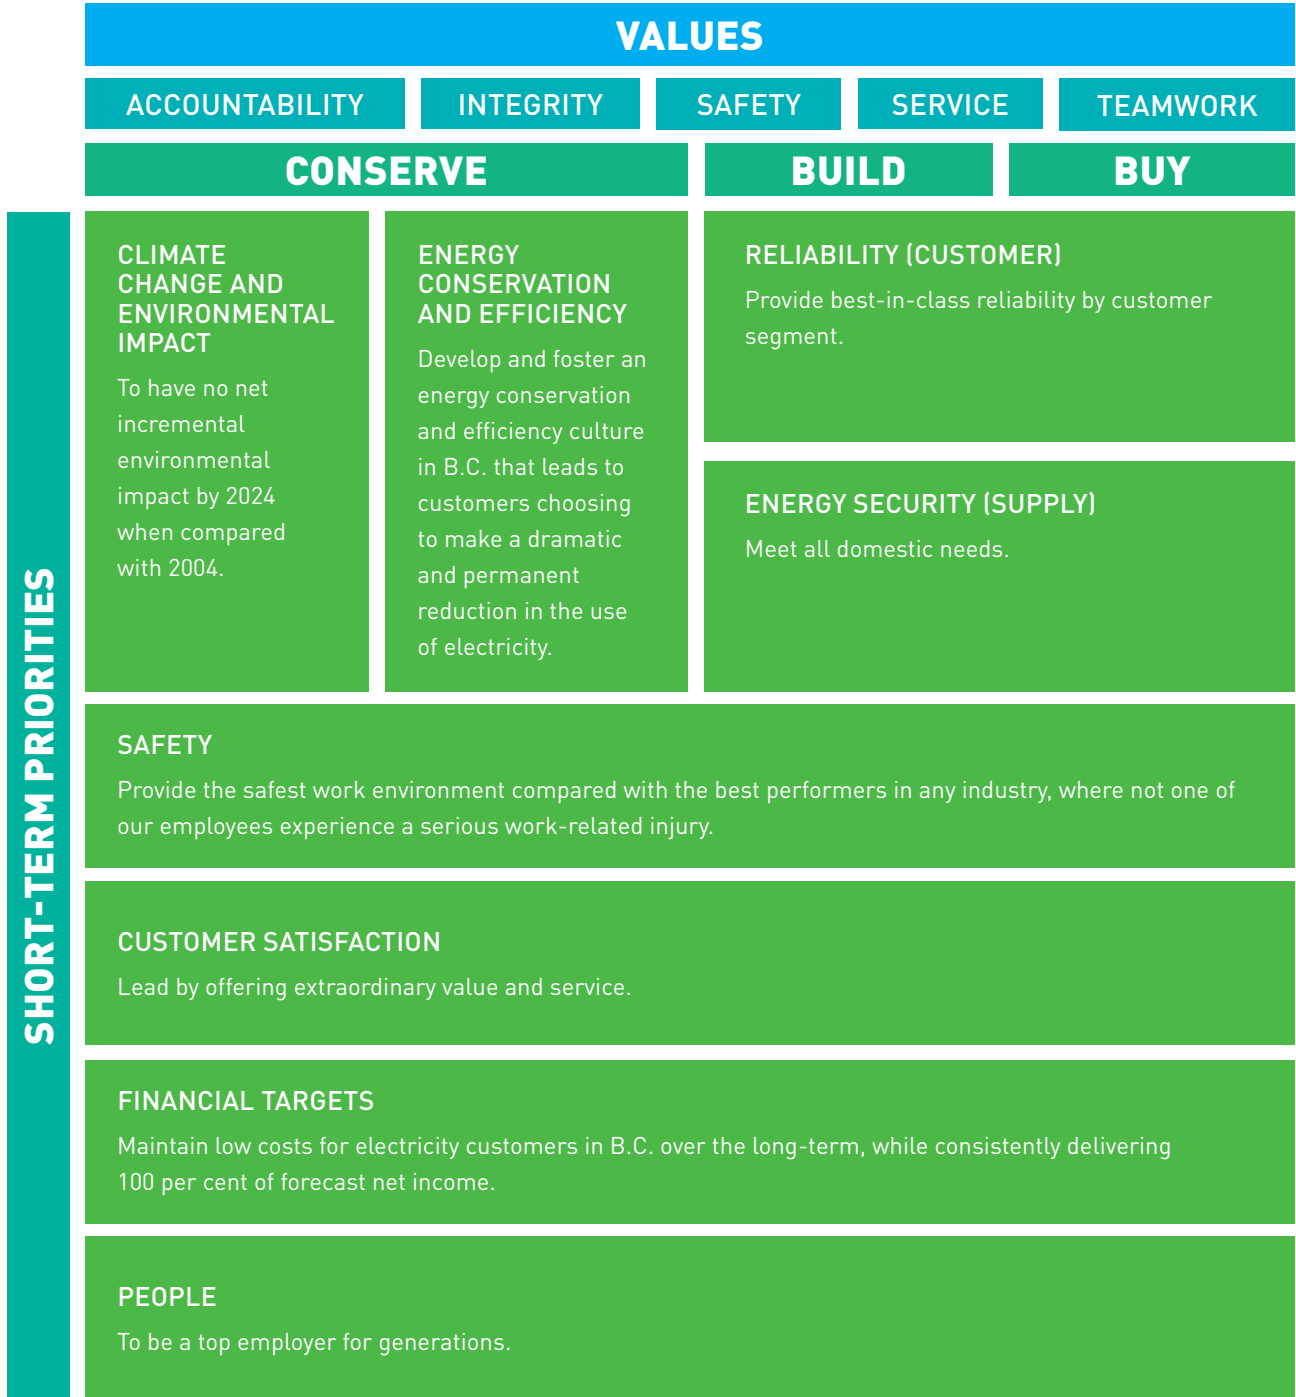 VALUES
ACCOUNTABILITY
INTEGRITY
SAFETY
SERVICE
TEAMWORK
CONSERVE
BUILD
BUY
SHORT-TERM PRIORITIES
CLIMATE
CHANGE AND
ENVIRONMENTAL
IMPACT
To have no net
incremental
environmental
impact by 2024
when compared
with 2004.
ENERGY
CONSERVATION
AND EFFICIENCY
Develop and foster an
energy conservation
and efficiency culture
in B.C. that leads to
customers choosing
to make a dramatic
and permanent
reduction in the use
of electricity.
RELIABILITY (CUSTOMER)
Provide best-in-class reliability by customer
segment.
ENERGY SECURITY (SUPPLY)
Meet all domestic needs.
SAFETY
Provide the safest work environment compared with the best performers in any industry, where not one of
our employees experience a serious work-related injury.
CUSTOMER SATISFACTION
Lead by offering extraordinary value and service.
FINANCIAL TARGETS
Maintain low costs for electricity customers in B.C. over the long-term, while consistently delivering
100 per cent of forecast net income.
PEOPLE
To be a top employer for generations.